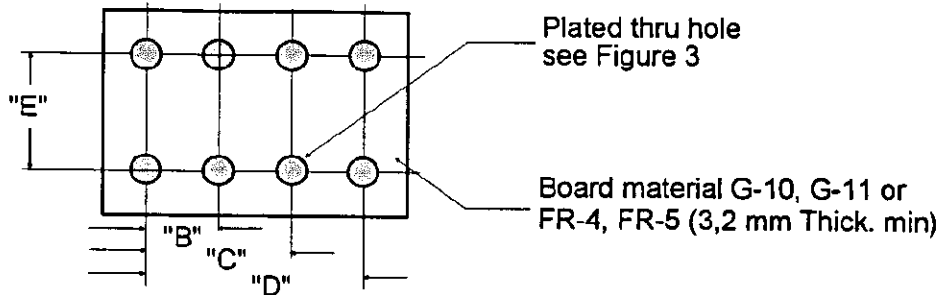 Plated thru hole
see Figure 3
"E"
Board material G-10, G-11 or
FR-4, FR-5 (3,2 mm Thick. min)
"B"
"C"
"D"